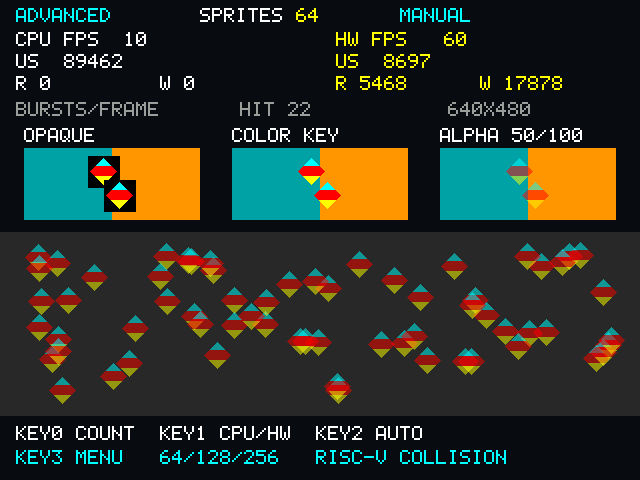 ADVANCED SPRITES 64 MANUAL
CPU FPS 10 HW FPS 60
US 89462 US 8697
R 0 W 0 R 5468 W 17878
BURSTS/FRAME HIT 22 640X480
OPAQUE COLOR KEY ALPHA 50/100
KEY0 COUNT KEY1 CPU/HW KEY2 AUTO
KEY3 MENU 64/128/256 RISC-V COLLISION